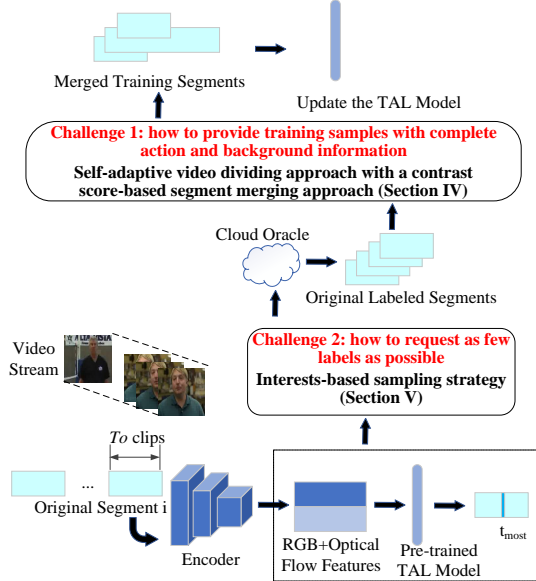 Merged Training Segments
Update the TAL Model
Challenge 1: how to provide training samples with complete
action and background information
Self-adaptive video dividing approach with a contrast
score-based segment merging approach (Section IV)
Cloud Oracle
Original Labeled Segments
Challenge 2: how to request as few
labels as possible
Interests-based sampling strategy
(Section V)
Video
Stream
To clips
...
Original Segment i
Encoder
RGB+Optical
Flow Features
Pre-trained
TAL Model
tmost